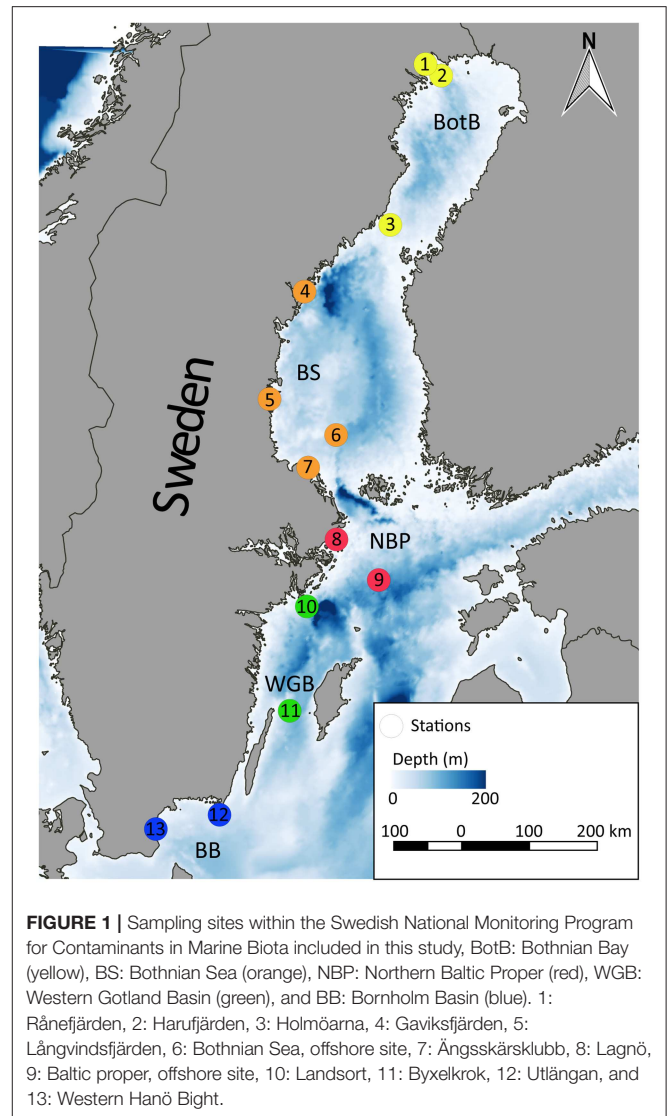 N
1
2
BotB
3
4
BS
5
6
7
Sweden
8
NBP
9
10
WGB
11
Stations
Depth (m)
0 200
100 0 100 200 km
12
13
BB
FIGURE 1 | Sampling sites within the Swedish National Monitoring Program
for Contaminants in Marine Biota included in this study, BotB: Bothnian Bay
(yellow), BS: Bothnian Sea (orange), NBP: Northern Baltic Proper (red), WGB:
Western Gotland Basin (green), and BB: Bornholm Basin (blue). 1:
Rånefjärden, 2: Harufjärden, 3: Holmöarna, 4: Gaviksfjärden, 5:
Långvindsfjärden, 6: Bothnian Sea, offshore site, 7: Ängsskärsklubb, 8: Lagnö,
9: Baltic proper, offshore site, 10: Landsort, 11: Byxelkrok, 12: Utlängan, and
13: Western Hanö Bight.